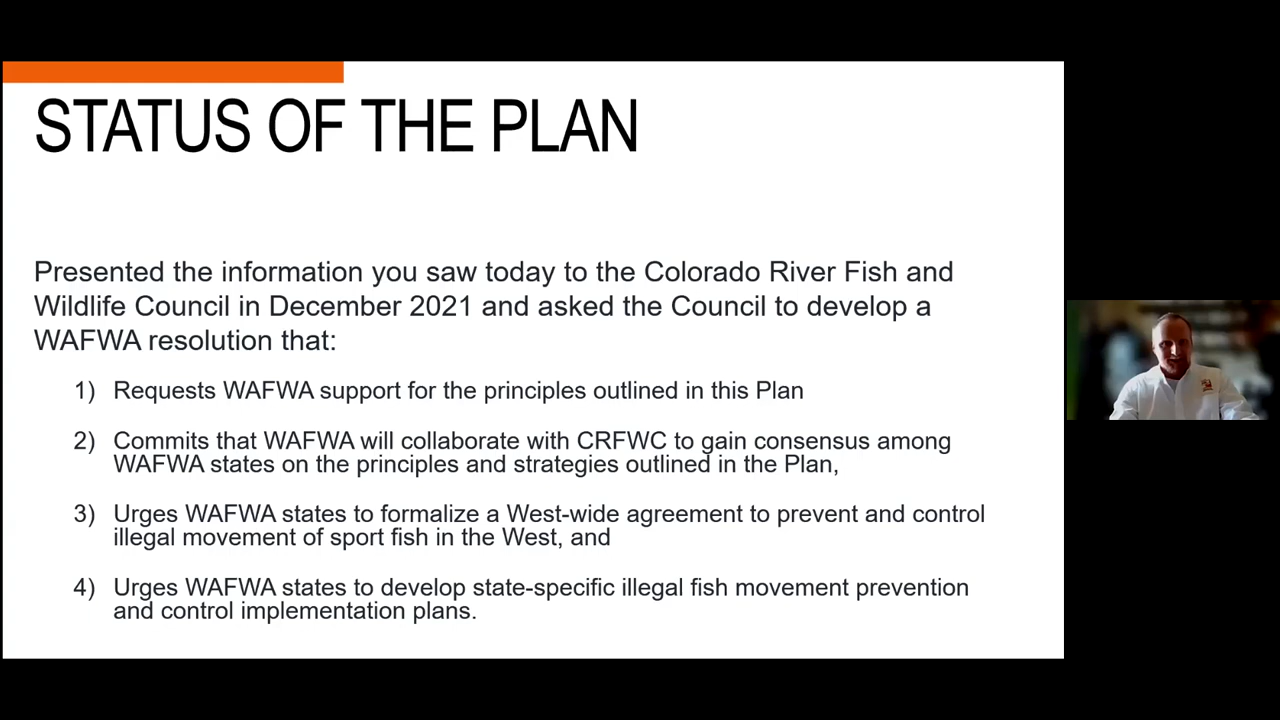 STATUS OF THE PLAN
Presented the information you saw today to the Colorado River Fish and
Wildlife Council in December 2021 and asked the Council to develop a
WAFWA resolution that:
1) Requests WAFWA support for the principles outlined in this Plan
2) Commits that WAFWA will collaborate with CRFWC to gain consensus among
WAFWA states on the principles and strategies outlined in the Plan,
3) Urges WAFWA states to formalize a West-wide agreement to prevent and control
illegal movement of sport fish in the West, and
4) Urges WAFWA states to develop state-specific illegal fish movement prevention
and control implementation plans.